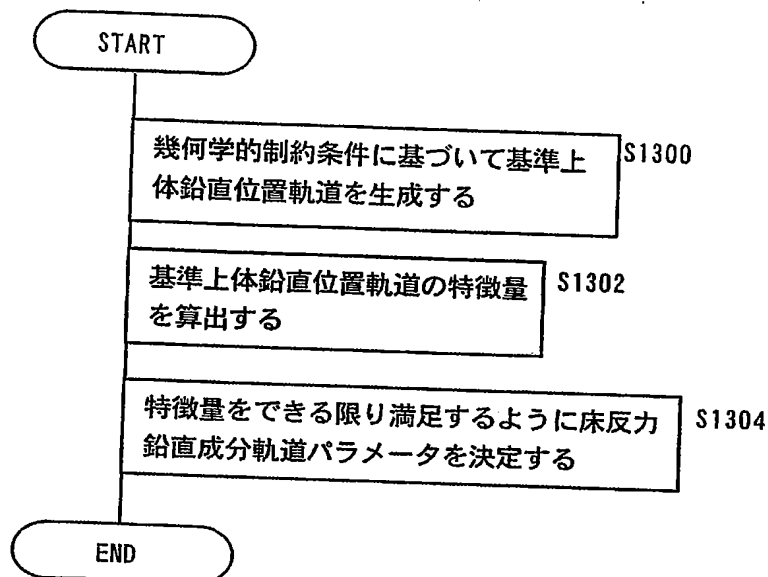 START
幾何学的制約条件に基づいて基準上
体鉛直位置軌道を生成する
S1300
基準上体鉛直位置軌道の特徴量
を算出する
S1302
特徴量をできる限り満足するように床反力
鉛直成分軌道パラメータを決定する
S1304
END